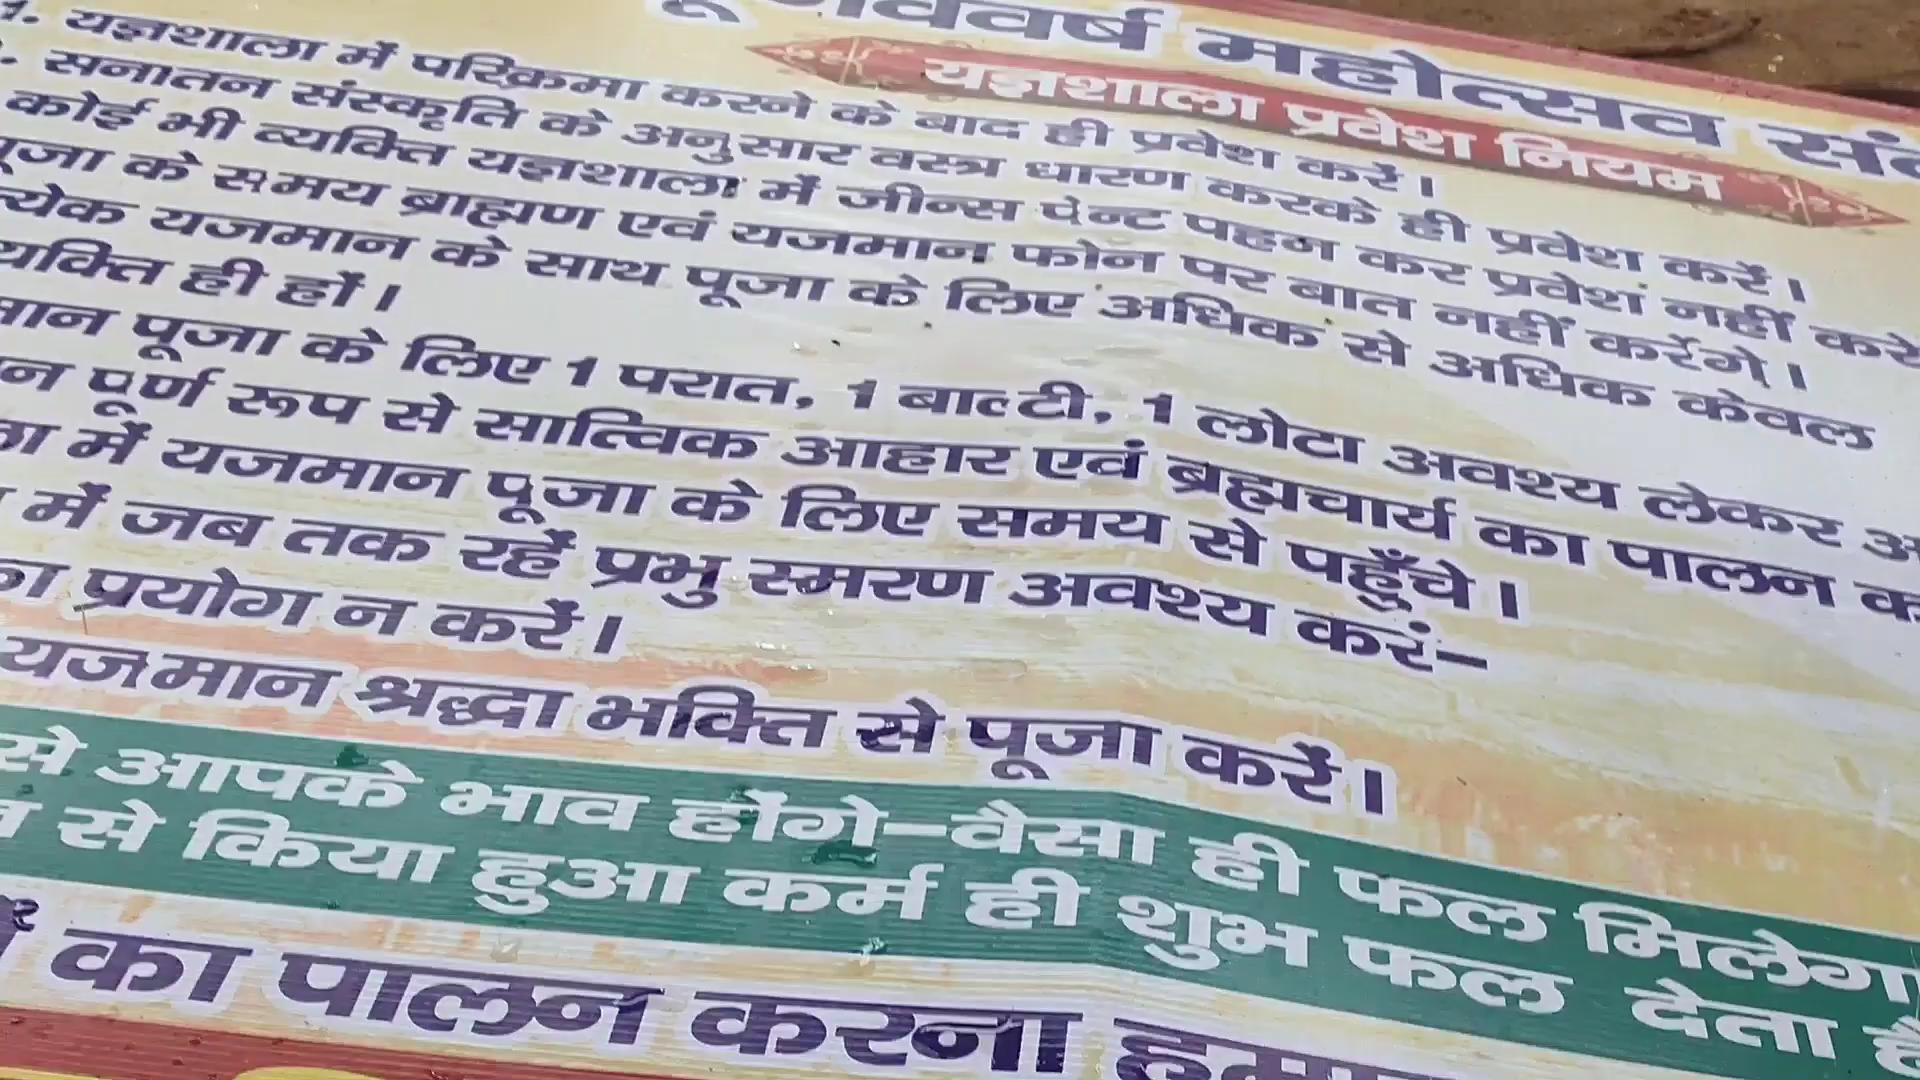 महोत्सव
यज्ञशाला प्रवेश नियम
1. यज्ञशाला में परिक्रमा करने के बाद ही प्रवेश करें।
सनातन संस्कृति के अनुसार वस्त्र धारण करके ही प्रवेश करें।
कोई भी व्यक्ति यज्ञशाला में जीन्स पेन्ट पहन कर प्रवेश नहीं करे
पूजा के समय ब्राह्मण एवं यजमान फोन पर बात नहीं करेंगे।
यजमान के साथ पूजा के लिए अधिक से अधिक केवल
व्यक्ति ही हों।
पूजा के लिए 1 परात, 1 बाल्टी, 1 लोटा अवश्य लेकर
पूर्ण रूप से सात्विक आहार एवं ब्रह्मचार्य का पालन
में यजमान पूजा के लिए समय से पहुँचे।
में जब तक रहें प्रभु स्मरण अवश्य करं–
का प्रयोग न करें।
यजमान श्रद्धा भक्ति से पूजा करें।
से आपके भाव होंगे–वैसा ही फल मिलेगा
से किया हुआ कर्म ही शुभ फल देता है
का पालन करना